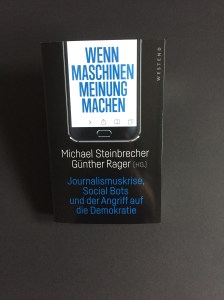 WENN
MASCHINEN
MEINUNG
MACHEN
WESTEND
Michael Steinbrecher
Günther Rager (HG.)
Journalismuskrise,
Social Bots
und der Angriff auf
die Demokratie